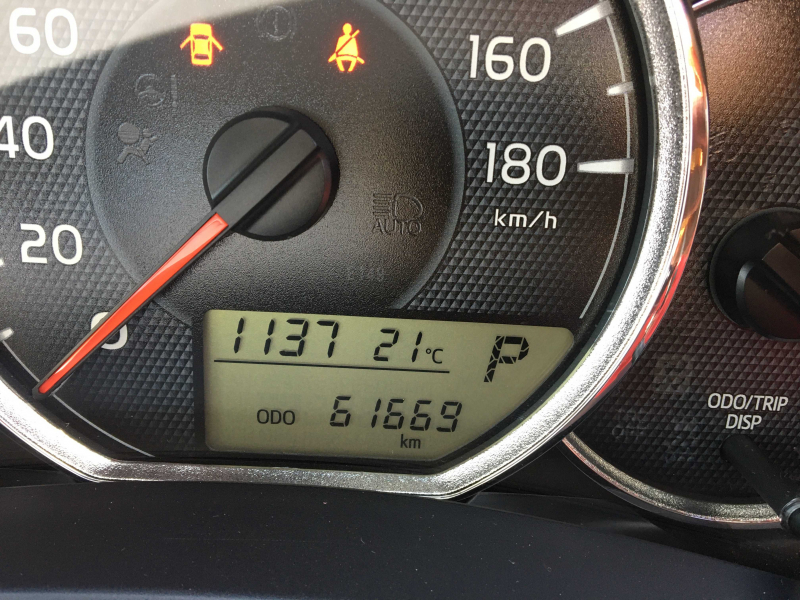 60
40
20
0
160
180
km/h
AUTO
1137 21°C P
ODO 61669
km
ODO/TRIP
DISP